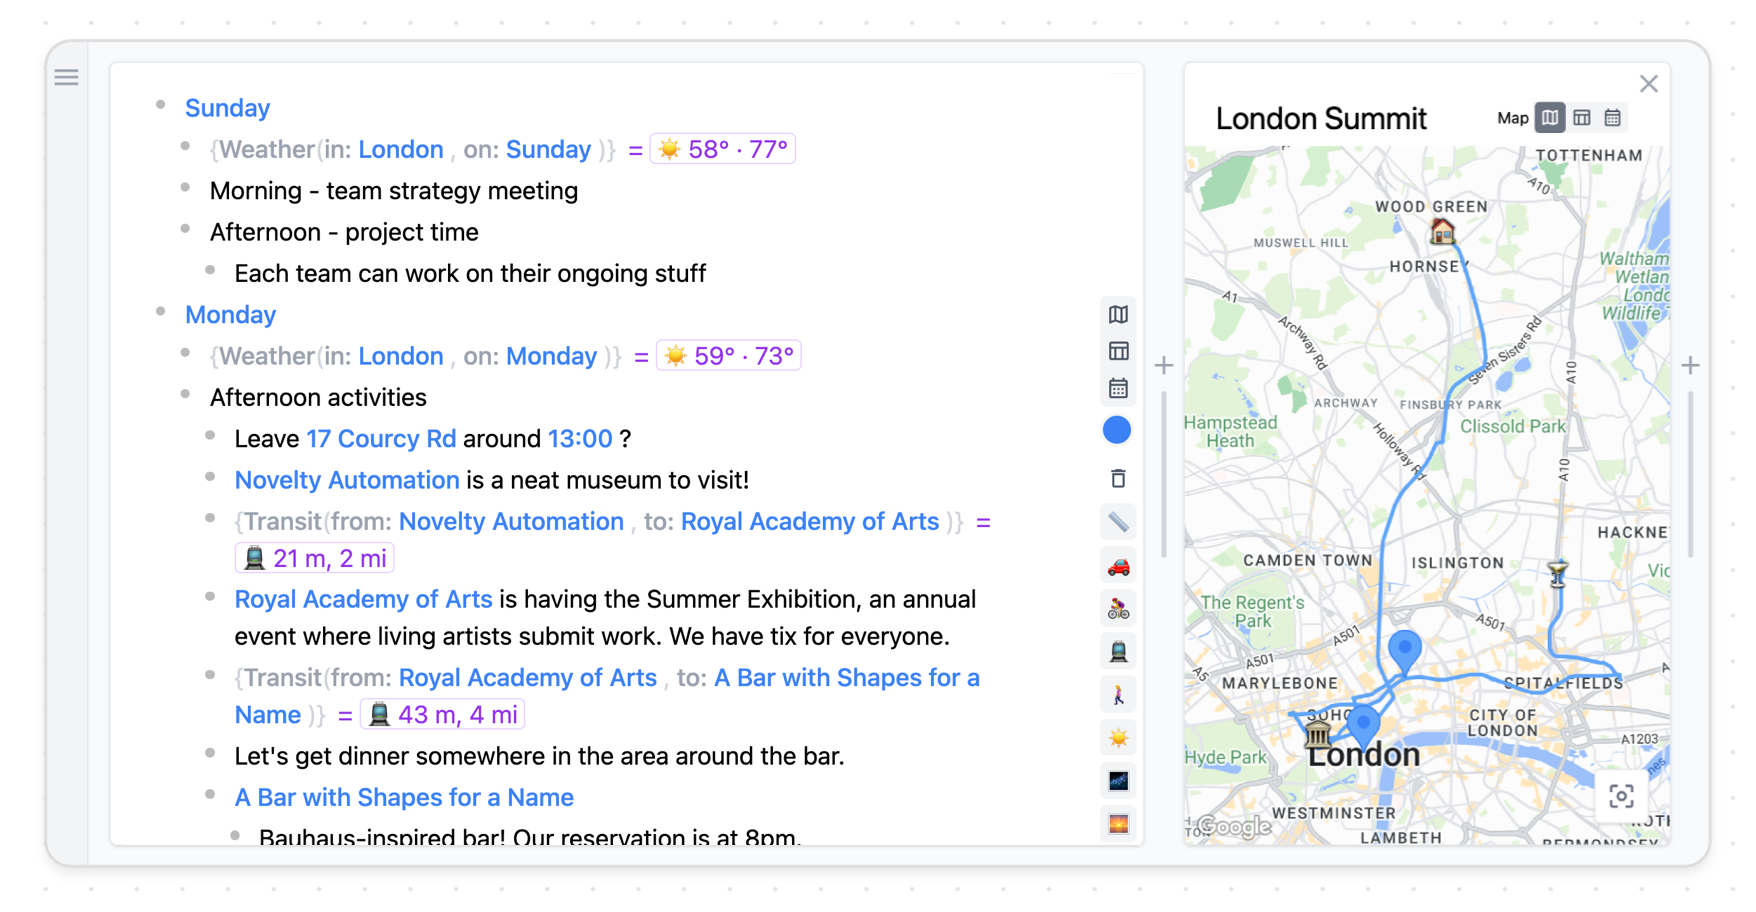 Sunday
{Weather(in: London , on: Sunday )} = 58° · 77°
Morning - team strategy meeting
Afternoon - project time
Each team can work on their ongoing stuff
Monday
{Weather(in: London , on: Monday )} = 59° · 73°
Afternoon activities
Leave 17 Courcy Rd around 13:00 ?
Novelty Automation is a neat museum to visit!
{Transit(from: Novelty Automation , to: Royal Academy of Arts )} =
21 m, 2 mi
Royal Academy of Arts is having the Summer Exhibition, an annual
event where living artists submit work. We have tix for everyone.
{Transit(from: Royal Academy of Arts , to: A Bar with Shapes for a
Name )} = 43 m, 4 mi
Let's get dinner somewhere in the area around the bar.
A Bar with Shapes for a Name
Bauhaus-inspired bar! Our reservation is at 8pm.
London Summit
Map
TOTTENHAM
A10
WOOD GREEN
MUSWELL HILL
HORNSEY
Waltham
Wetlan
Londo
Wildlife
A1
Archway Rd
Seven Sisters Rd
A10
ARCHWAY
FINSBURY PARK
Hampstead
Heath
Clissold Park
Holloway Rd
A10
HACKNE
CAMDEN TOWN
ISLINGTON
Vic
The Regent's
Park
A501
A501
A501
A5
MARYLEBONE
SPITALFIELDS
SOHO
CITY OF
LONDON
A1203
Hyde Park
London
WESTMINSTER
Google
LAMBETH
BERMONDSEY